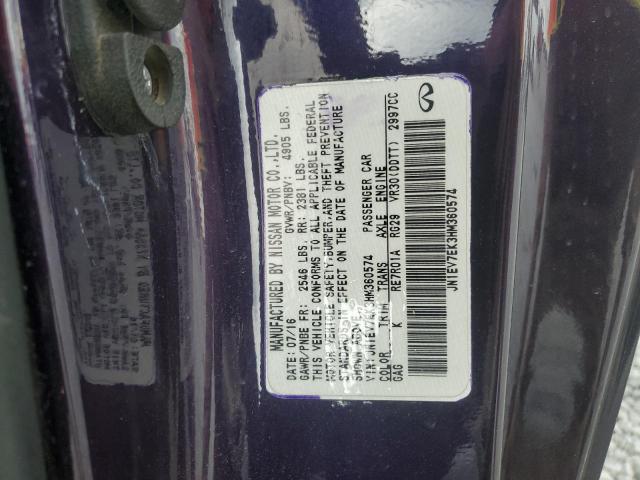 MANUFACTURED BY NISSAN MOTOR CO.,LTD.
DATE: 07/16 GVWR/PNBV: 4905 LBS.
GAWR/PNBE FR: 2546 LBS. RR: 2381 LBS.
THIS VEHICLE CONFORMS TO ALL APPLICABLE FEDERAL
MOTOR VEHICLE SAFETY,BUMPER,AND THEFT PREVENTION
STANDARDS IN EFFECT ON THE DATE OF MANUFACTURE
SHOWN ABOVE.
VIN:JN1EV7EK3HM360574 PASSENGER CAR
COLOR TRIM TRANS AXLE ENGINE
GAG K RE7R01A RG29 VR30(DDTT) 2997CC
JN1EV7EK3HM360574